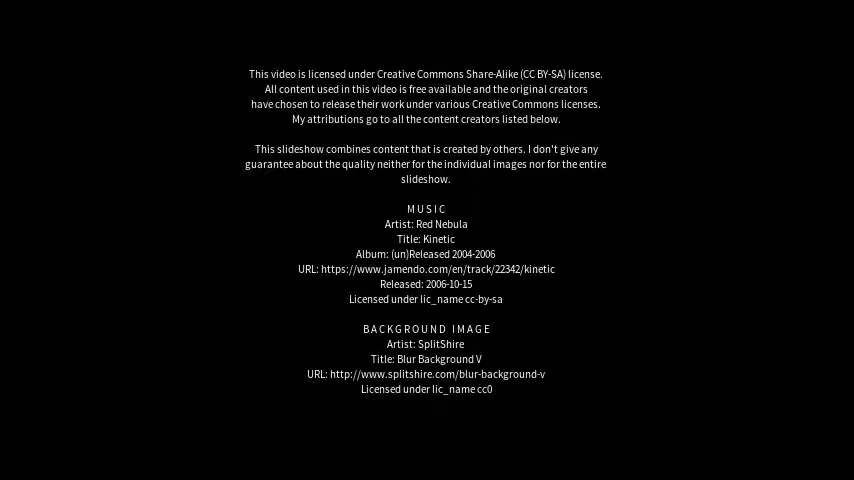 This video is licensed under Creative Commons Share-Alike (CC BY-SA) license.
All content used in this video is free available and the original creators
have chosen to release their work under various Creative Commons licenses.
My attributions go to all the content creators listed below.
This slideshow combines content that is created by others. I don't give any
guarantee about the quality neither for the individual images nor for the entire
slideshow.
MUSIC
Artist: Red Nebula
Title: Kinetic
Album: (un)Released 2004-2006
URL: https://www.jamendo.com/en/track/22342/kinetic
Released: 2006-10-15
Licensed under lic_name cc-by-sa
BACKGROUND IMAGE
Artist: SplitShire
Title: Blur Background V
URL: http://www.splitshire.com/blur-background-v
Licensed under lic_name cc0